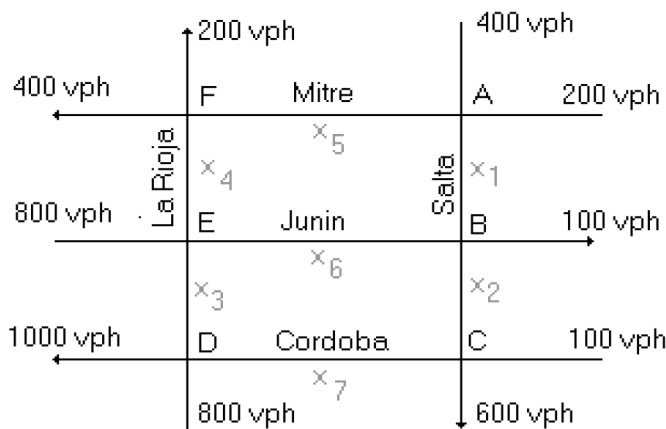 200 vph
400 vph
400 vph
F
Mitre
A
200 vph
x5
La Rioja
x4
Salta
x1
800 vph
E
Junin
B
100 vph
x6
x3
x2
1000 vph
D
Cordoba
C
100 vph
x7
800 vph
600 vph